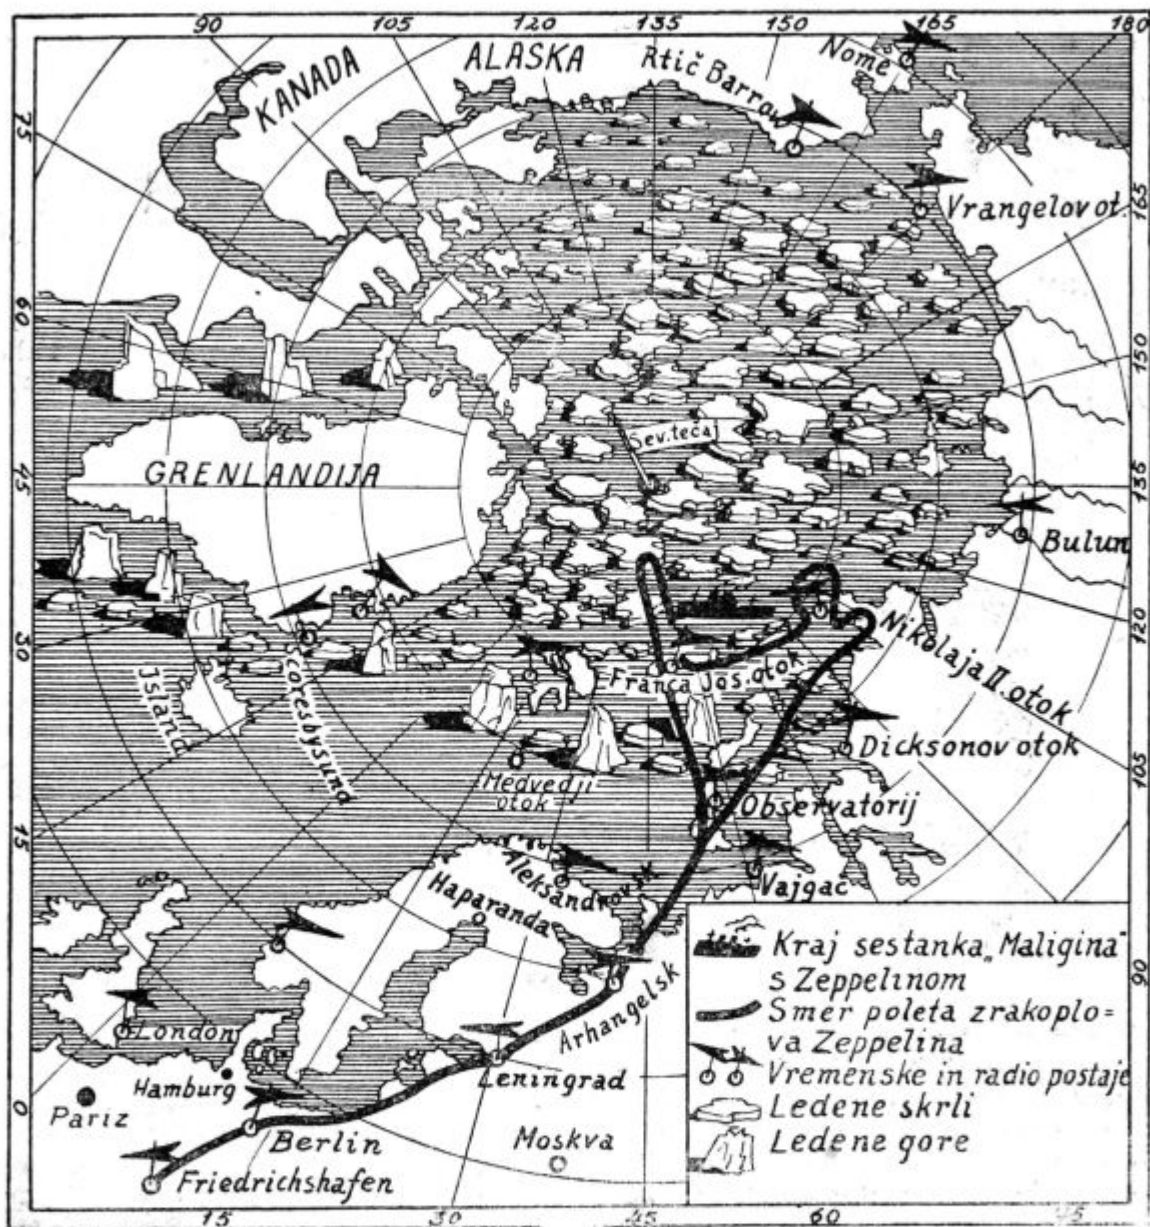 90
105
120
135
150
165
180
75
KANADA
ALASKA
Rtič Barrow
Nome
Vrangelov ot.
165
60
150
Sev. teča
GRENLANDIJA
45
135
Bulun
120
30
Island
Scoresbysund
Franca Jos. otok
Nikolaja II. otok
Medvedji
otok
Dicksonov otok
105
Observatorij
15
Aleksandrovsk
Haparanda
Vajgač
Arhangelsk
90
London
Hamburg
Leningrad
0
Pariz
Berlin
Moskva
Friedrichshafen
15
30
45
60
75
Kraj sestanka „Maligina"
s Zeppelinom
Smer poleta zrakoplo=
va Zeppelina
Vremenske in radio postaje
Ledene skrli
Ledene gore